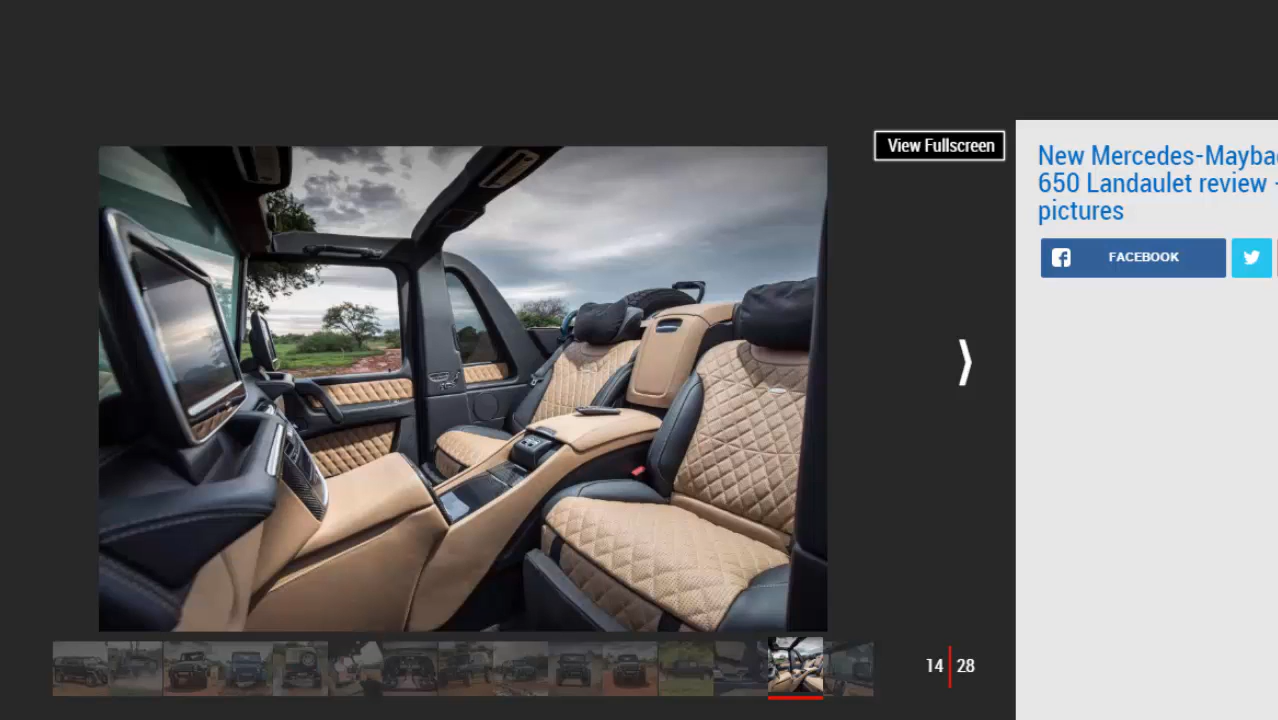 View Fullscreen
New Mercedes-Mayba
650 Landaulet review -
pictures
FACEBOOK
14 28